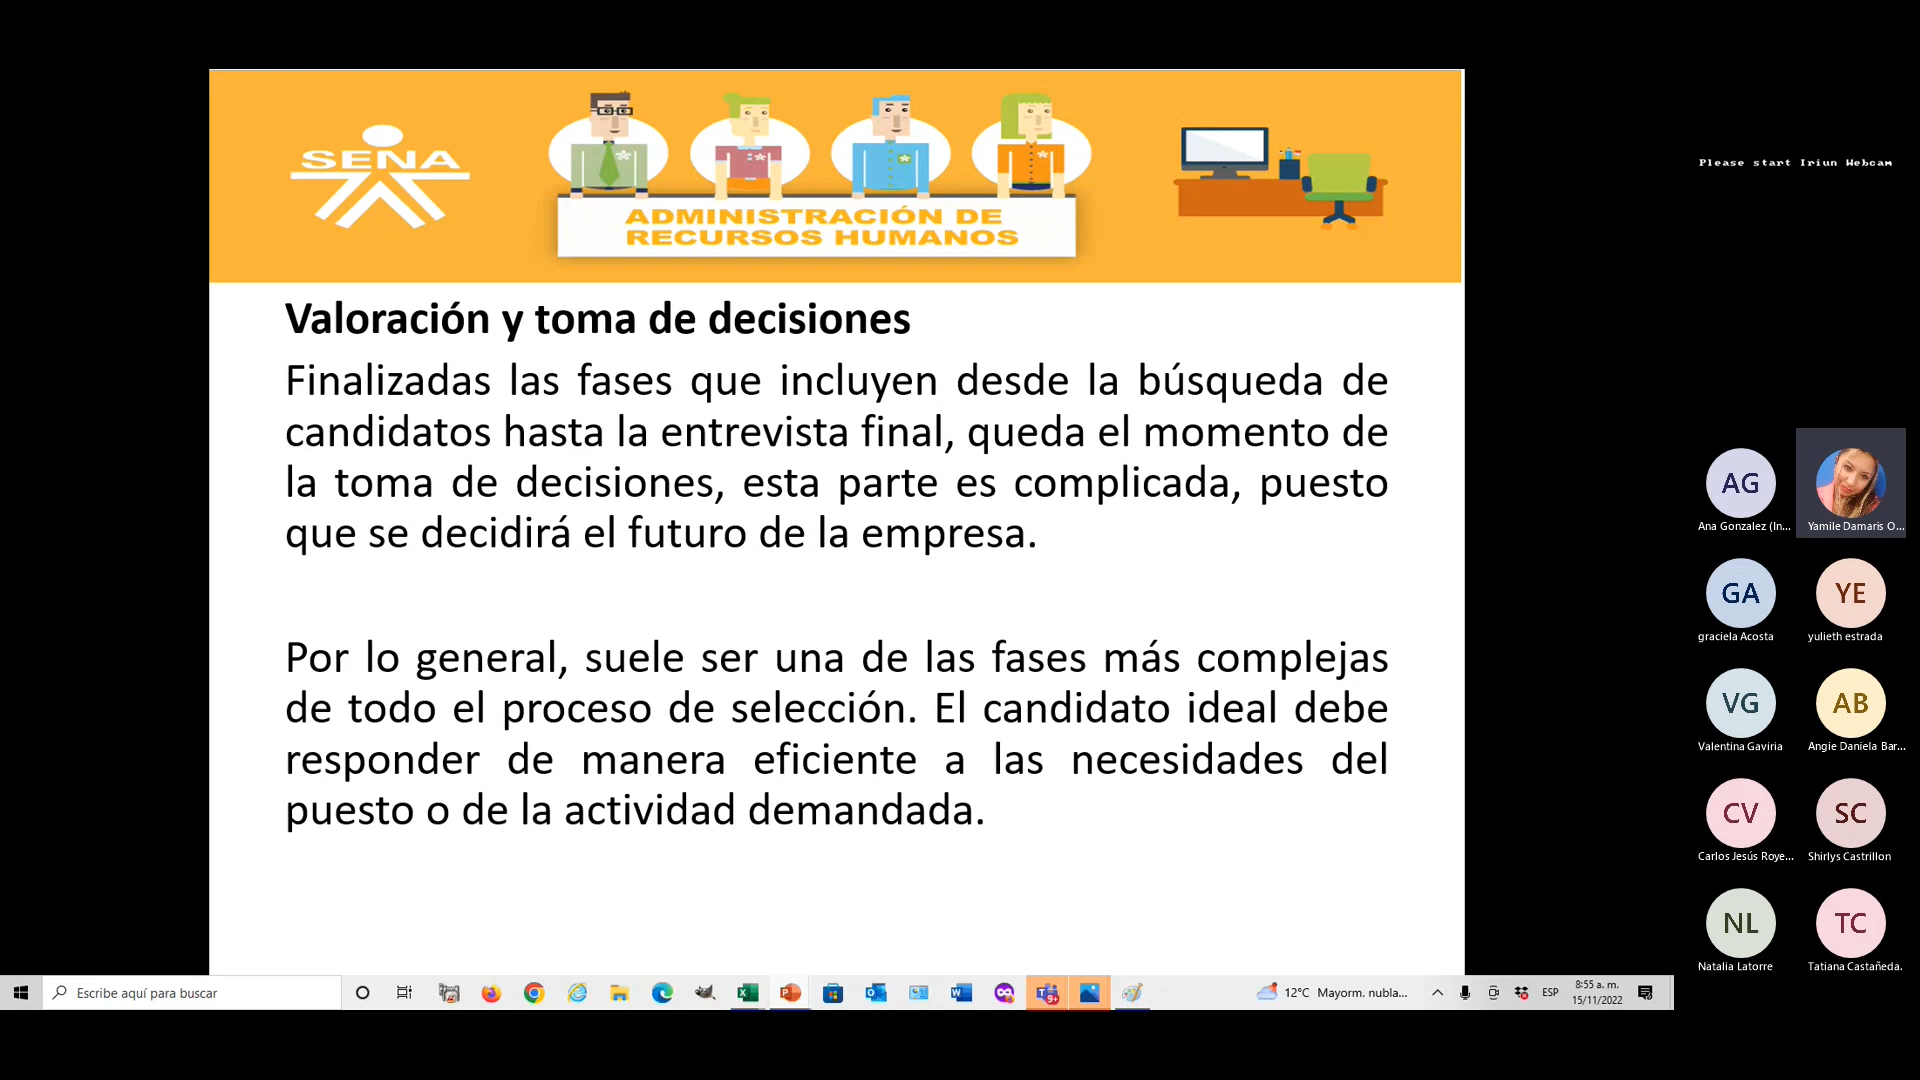 SENA
ADMINISTRACIÓN DE
RECURSOS HUMANOS
Valoración y toma de decisiones
Finalizadas las fases que incluyen desde la búsqueda de
candidatos hasta la entrevista final, queda el momento de
la toma de decisiones, esta parte es complicada, puesto
que se decidirá el futuro de la empresa.
Por lo general, suele ser una de las fases más complejas
de todo el proceso de selección. El candidato ideal debe
responder de manera eficiente a las necesidades del
puesto o de la actividad demandada.
Please start Iriun Webcam
AG
Ana Gonzalez (In...
Yamile Damaris O...
GA
graciela Acosta
YE
yulieth estrada
VG
Valentina Gaviria
AB
Angie Daniela Bar...
CV
Carlos Jesús Roye...
SC
Shirlys Castrillon
NL
Natalia Latorre
TC
Tatiana Castañeda.
Escribe aquí para buscar
9+
12°C Mayorm. nubla...
ESP
8:55 a. m.
15/11/2022